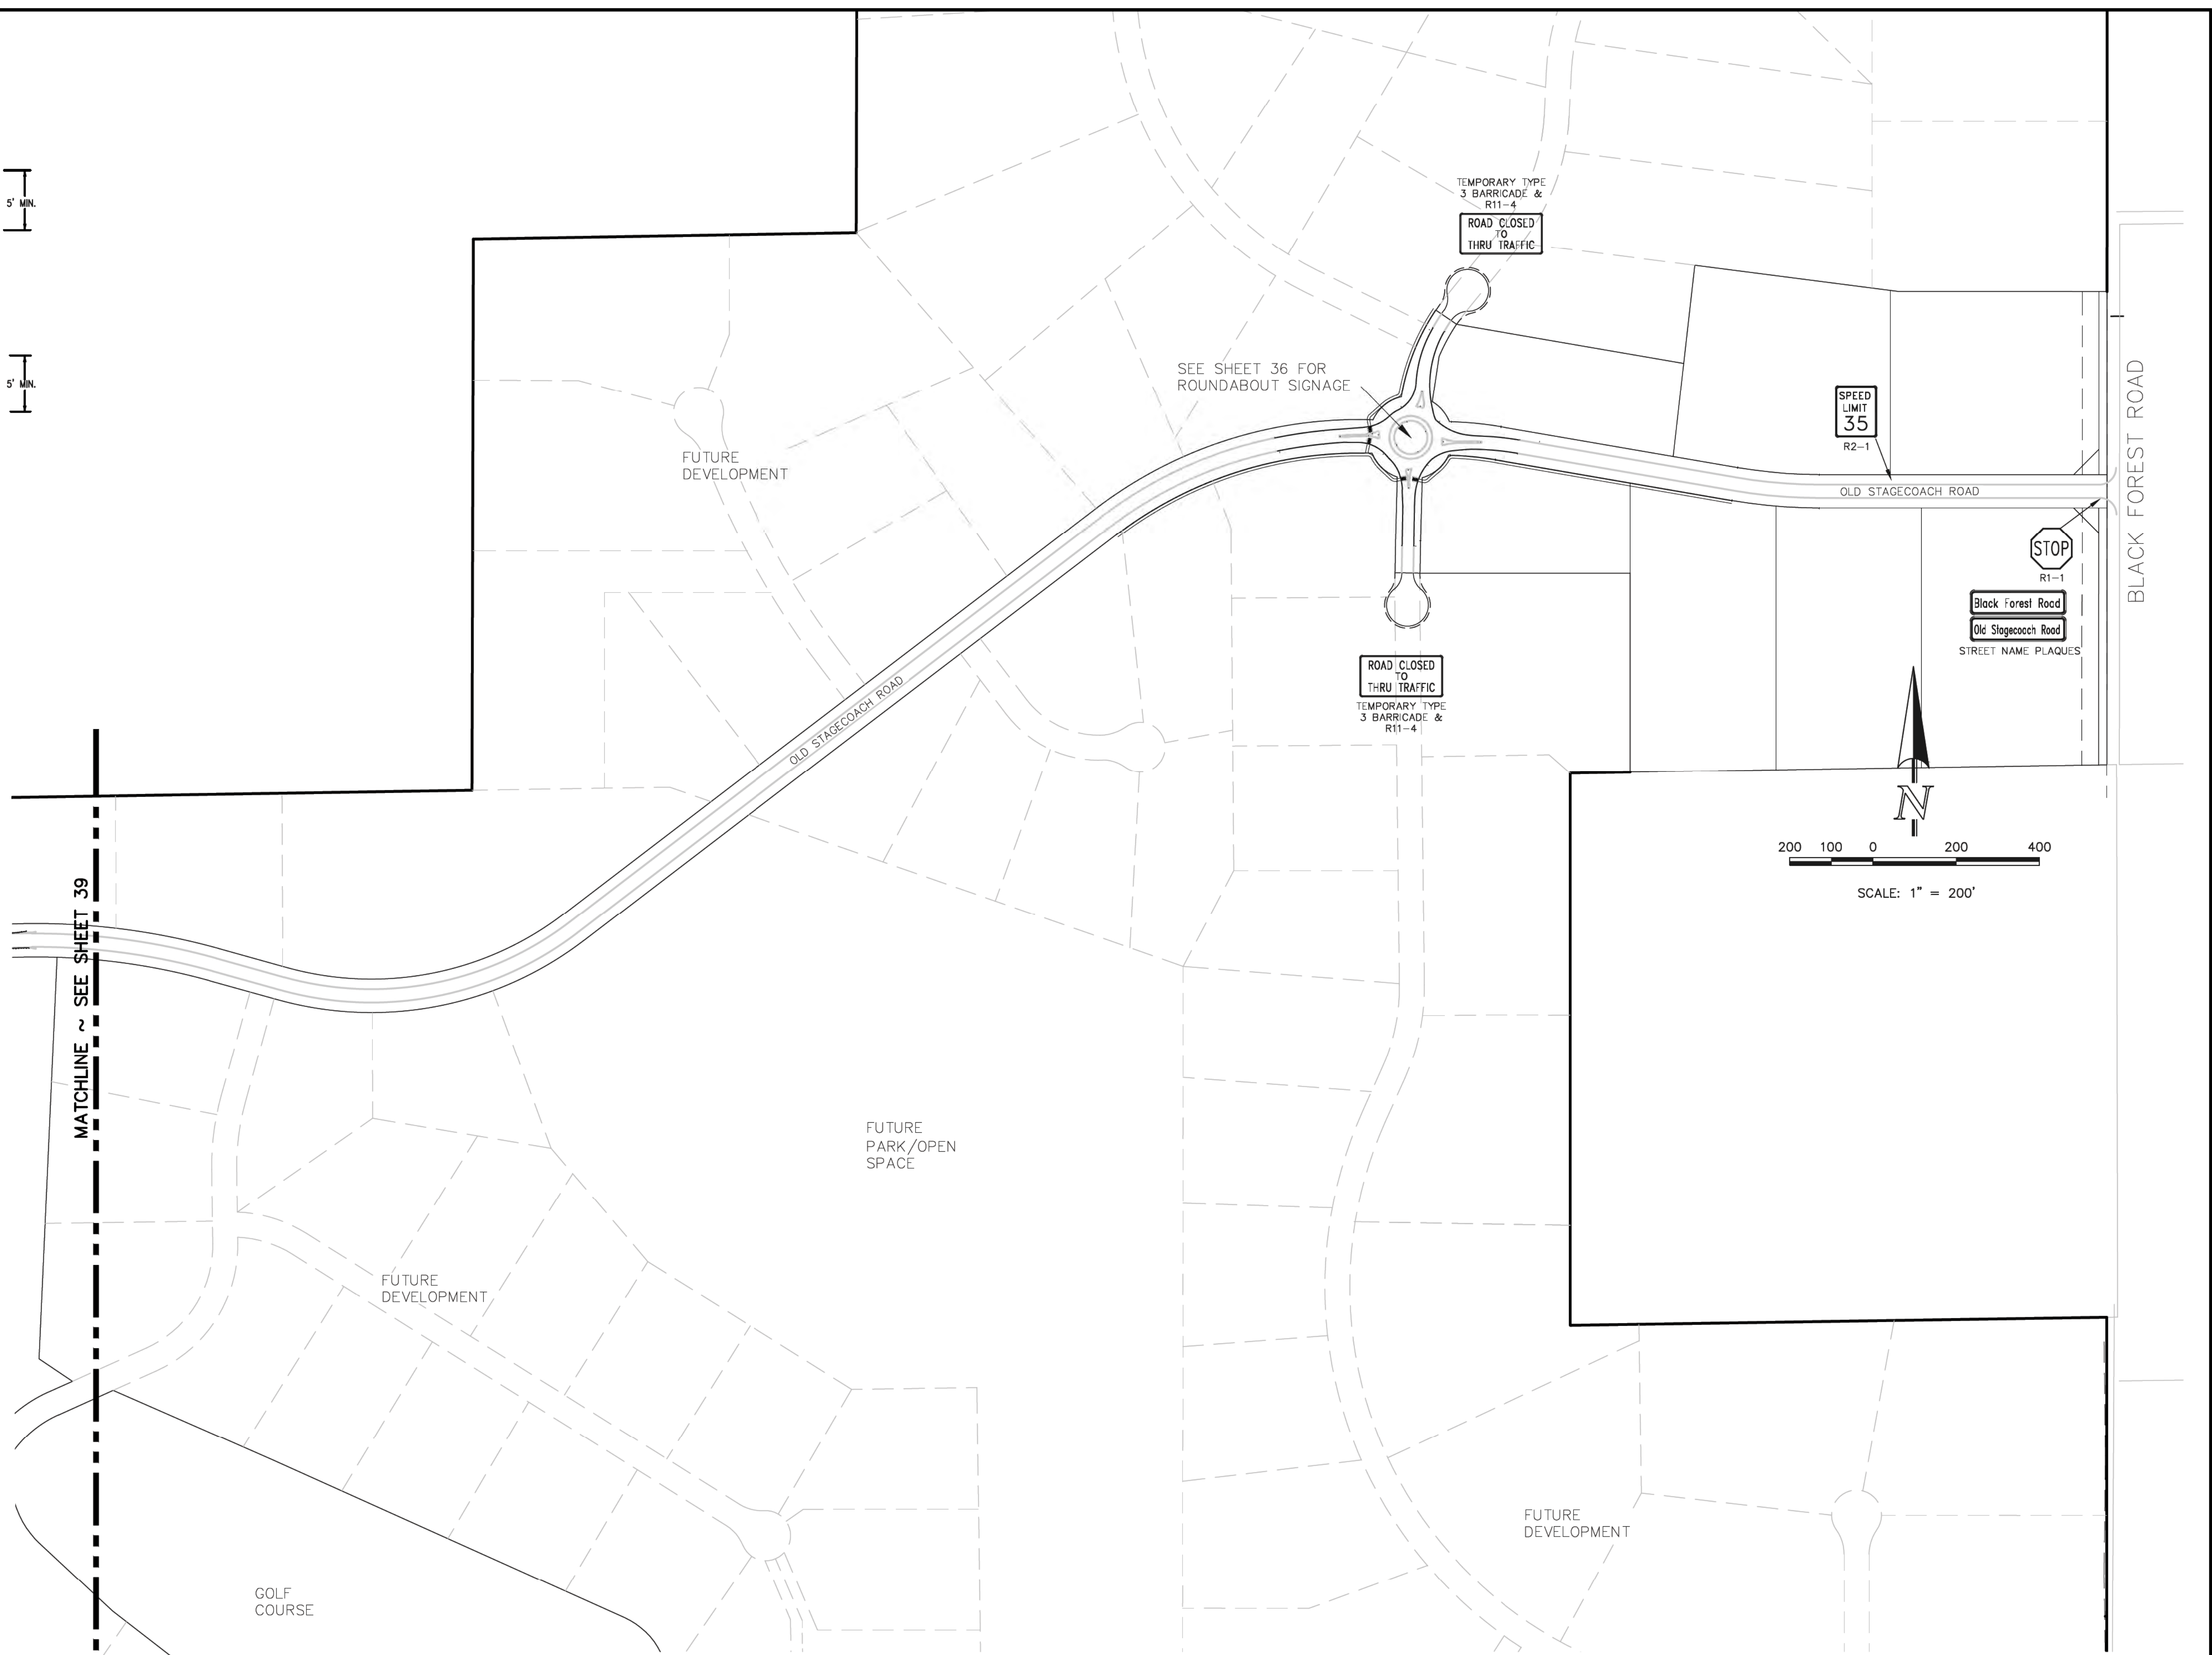 5' MIN.
5' MIN.
TEMPORARY TYPE
3 BARRICADE &
R11-4
ROAD CLOSED
TO
THRU TRAFFIC
SEE SHEET 36 FOR
ROUNDABOUT SIGNAGE
SPEED
LIMIT
35
R2-1
BLACK FOREST ROAD
FUTURE
DEVELOPMENT
OLD STAGECOACH ROAD
STOP
R1-1
Black Forest Road
Old Stagecoach Road
STREET NAME PLAQUES
ROAD CLOSED
TO
THRU TRAFFIC
TEMPORARY TYPE
3 BARRICADE &
R11-4
OLD STAGECOACH ROAD
N
200 100 0 200 400
SCALE: 1" = 200'
MATCHLINE ~ SEE SHEET 39
FUTURE
PARK/OPEN
SPACE
FUTURE
DEVELOPMENT
FUTURE
DEVELOPMENT
GOLF
COURSE